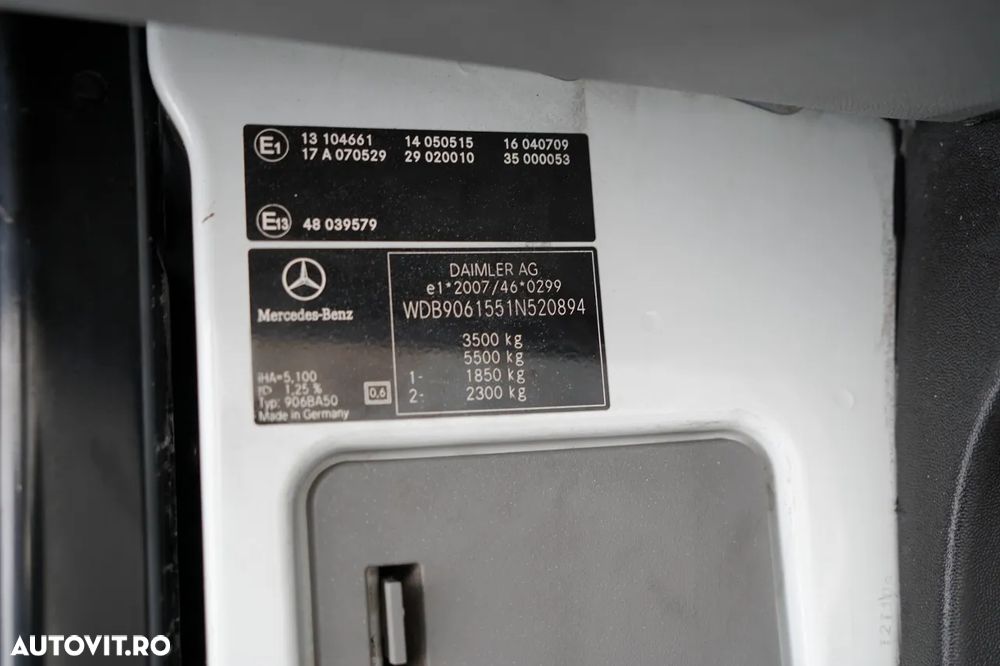 E1 13 104661 14 050515 16 040709
17 A 070529 29 020010 35 000053
E13 48 039579
Mercedes-Benz
DAIMLER AG
e1*2007/46*0299
WDB9061551N520894
3500 kg
5500 kg
1- 1850 kg
2- 2300 kg
iHA=5,100
1,25 %
Typ: 906BA50
Made in Germany
0,6
AUTOVIT.RO